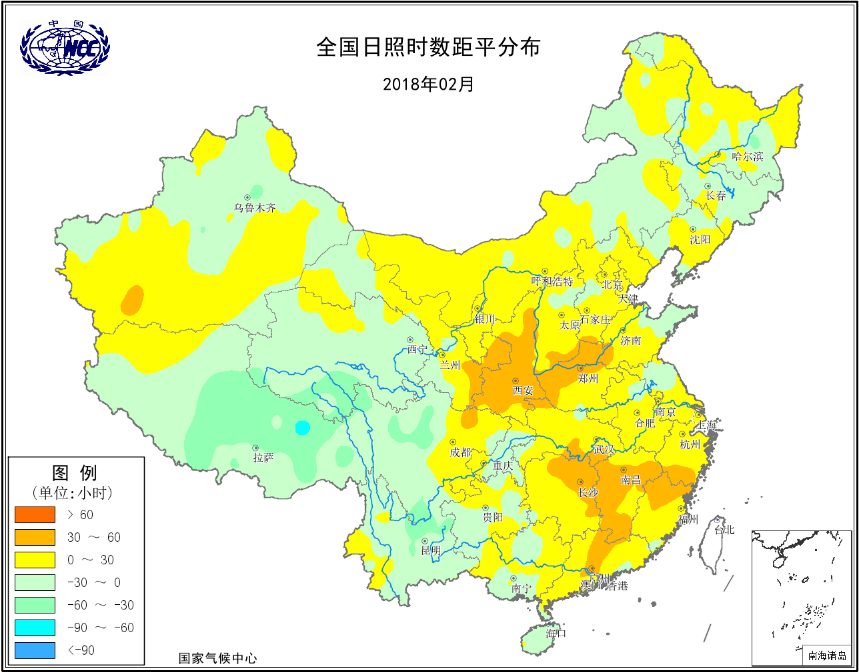 中 国
NCC
全国日照时数距平分布
2018年02月
哈尔滨
长春
乌鲁木齐
沈阳
呼和浩特
北京
天津
银川
太原
石家庄
济南
西宁
兰州
郑州
西安
南京
合肥
上海
拉萨
成都
武汉
杭州
重庆
南昌
长沙
贵阳
福州
台北
昆明
广州
南宁
澳门
香港
海口
图 例
(单位:小时)
> 60
30 ~ 60
0 ~ 30
-30 ~ 0
-60 ~ -30
-90 ~ -60
<-90
南海诸岛
国家气候中心